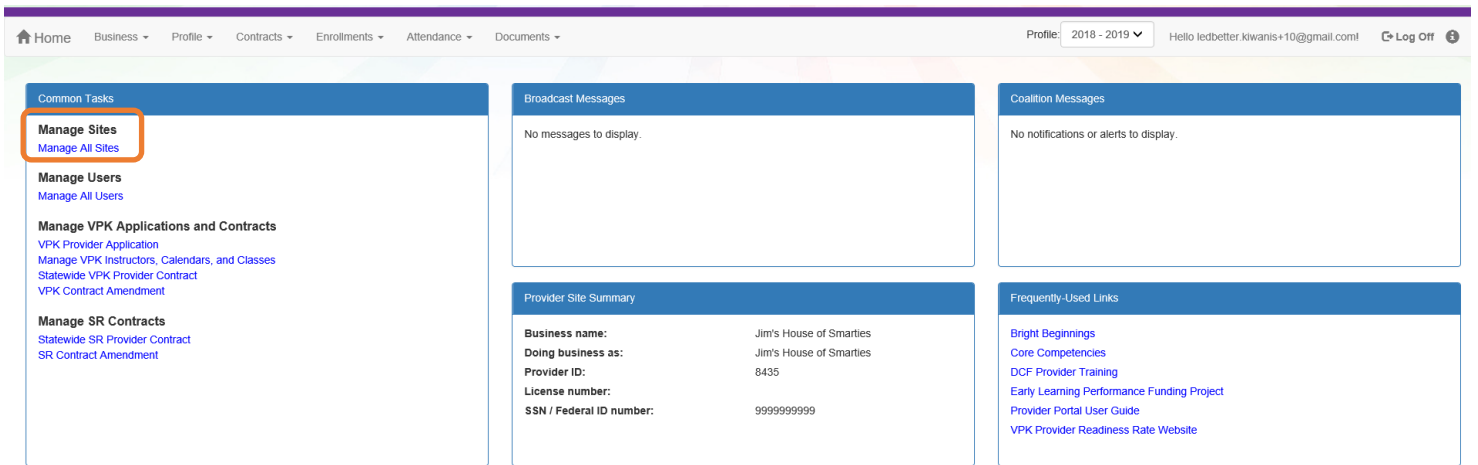 Home Business Profile Contracts Enrollments Attendance Documents Profile: 2018 - 2019 Hello ledbetter.kiwanis+10@gmail.com! Log Off
Common Tasks
Manage Sites
Manage All Sites
Manage Users
Manage All Users
Manage VPK Applications and Contracts
VPK Provider Application
Manage VPK Instructors, Calendars, and Classes
Statewide VPK Provider Contract
VPK Contract Amendment
Manage SR Contracts
Statewide SR Provider Contract
SR Contract Amendment
Broadcast Messages
No messages to display.
Coalition Messages
No notifications or alerts to display.
Provider Site Summary
Business name: Jim's House of Smarties
Doing business as: Jim's House of Smarties
Provider ID: 8435
License number:
SSN / Federal ID number: 9999999999
Frequently-Used Links
Bright Beginnings
Core Competencies
DCF Provider Training
Early Learning Performance Funding Project
Provider Portal User Guide
VPK Provider Readiness Rate Website